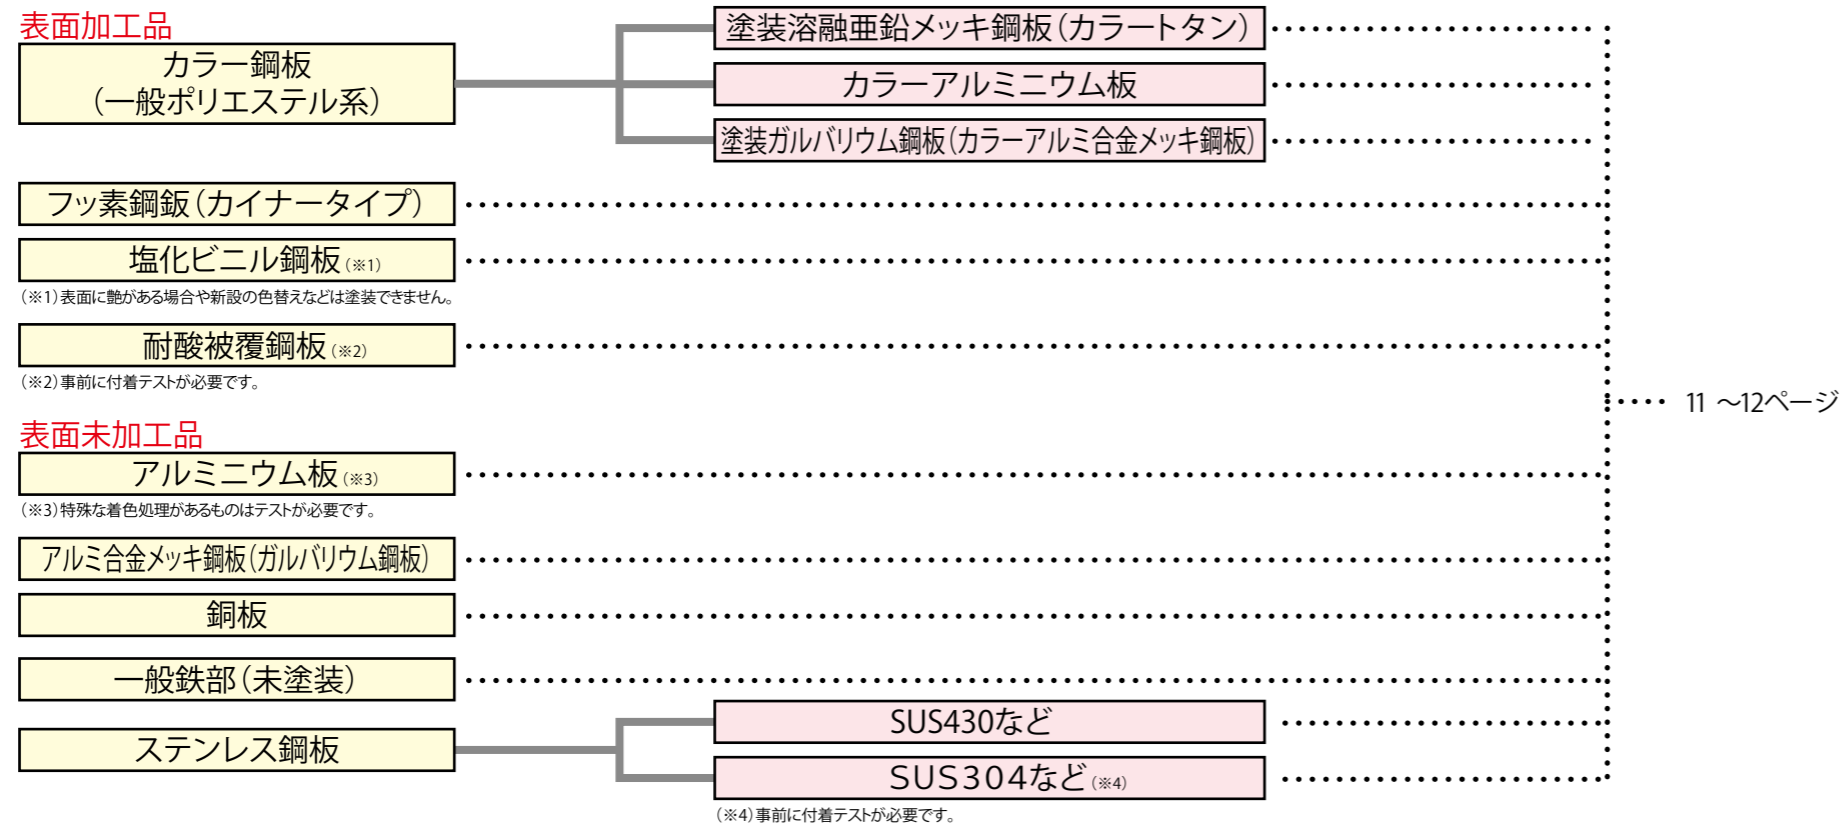 表面加工品
カラー鋼板
（一般ポリエステル系）
塗装溶融亜鉛メッキ鋼板（カラートタン）
カラーアルミニウム板
塗装ガルバリウム鋼板（カラーアルミ合金メッキ鋼板）
フッ素鋼鈑（カイナータイプ）
塩化ビニル鋼板（※1）
（※1）表面に艶がある場合や新設の色替えなどは塗装できません。
耐酸被覆鋼板（※2）
（※2）事前に付着テストが必要です。
11 ～12ページ
表面未加工品
アルミニウム板（※3）
（※3）特殊な着色処理があるものはテストが必要です。
アルミ合金メッキ鋼板（ガルバリウム鋼板）
銅板
一般鉄部（未塗装）
ステンレス鋼板
SUS430など
ＳＵＳ３０４など（※4）
（※4）事前に付着テストが必要です。